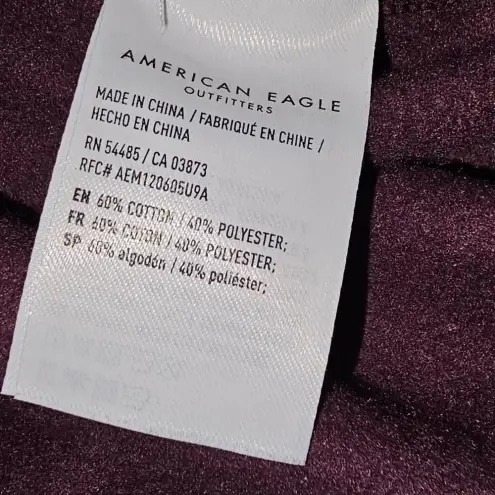 AMERICAN EAGLE
OUTFITTERS
MADE IN CHINA / FABRIQUÉ EN CHINE /
HECHO EN CHINA
RN 54485 / CA 03873
RFC# AEM120605U9A
EN 60% COTTON / 40% POLYESTER;
FR 60% COTON / 40% POLYESTER;
SP 60% algodón / 40% poliéster;